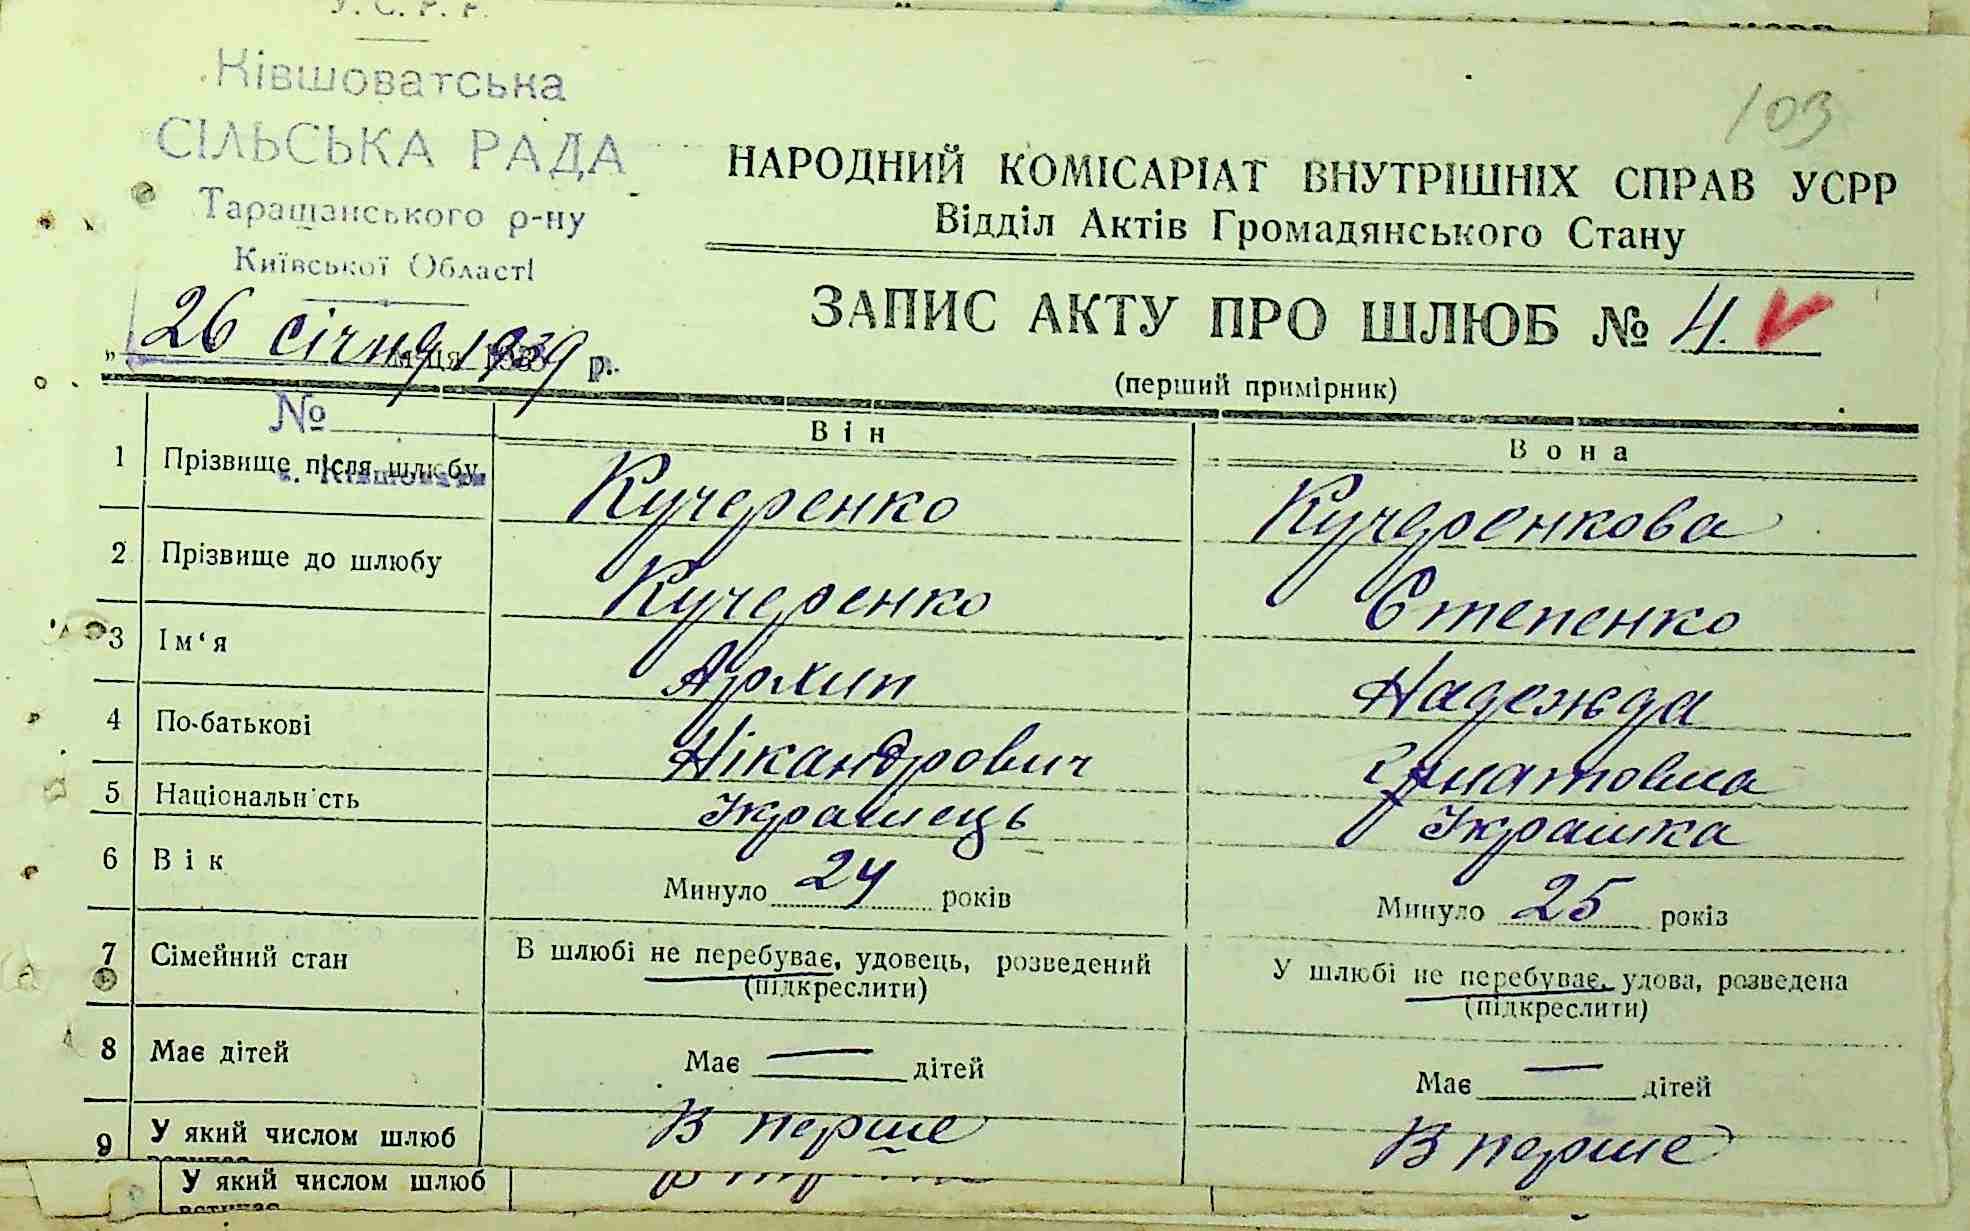 У. С. Р. Р.
Ківшоватська
СІЛЬСЬКА РАДА
Таращанського р-ну
Київської Області
103
НАРОДНИЙ КОМІСАРІАТ ВНУТРІШНІХ СПРАВ УСРР
Відділ Актів Громадянського Стану
ЗАПИС АКТУ ПРО ШЛЮБ № 4.
(перший примірник)
„ 26 січня 1939 р.
№
Він
Вона
1 Прізвище після шлюбу Кучеренко Кучеренкова
2 Прізвище до шлюбу Кучеренко Степенко
3 Ім‘я Архип Надежда
4 По-батькові Нікандрович Гнатовна
5 Національність Українець Українка
6 Вік Минуло 24 років Минуло 25 років
7 Сімейний стан В шлюбі не перебуває, удовець, розведений У шлюбі не перебуває, удова, розведена
(підкреслити) (підкреслити)
8 Має дітей Має — дітей Має — дітей
9 У який числом шлюб В перше В перше
У який числом шлюб